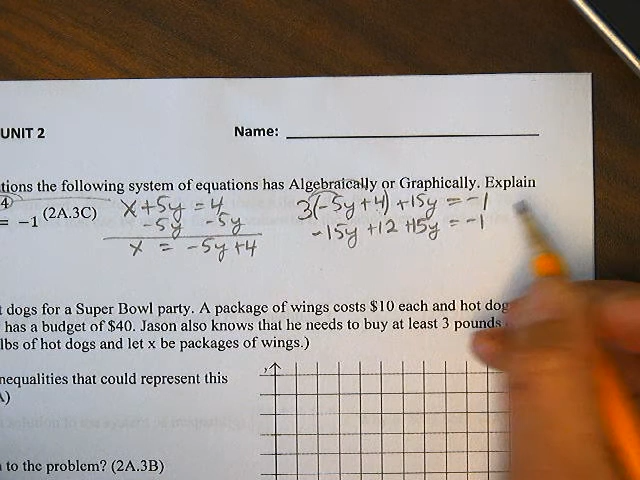 UNIT 2 Name:
tions the following system of equations has Algebraically or Graphically. Explain
4
= −1 (2A.3C)
x + 5y = 4
-5y -5y
x = -5y + 4
3(-5y + 4) + 15y = -1
-15y + 12 + 15y = -1
t dogs for a Super Bowl party. A package of wings costs $10 each and hot dog
has a budget of $40. Jason also knows that he needs to buy at least 3 pounds
lbs of hot dogs and let x be packages of wings.)
nequalities that could represent this
A)
y
to the problem? (2A.3B)